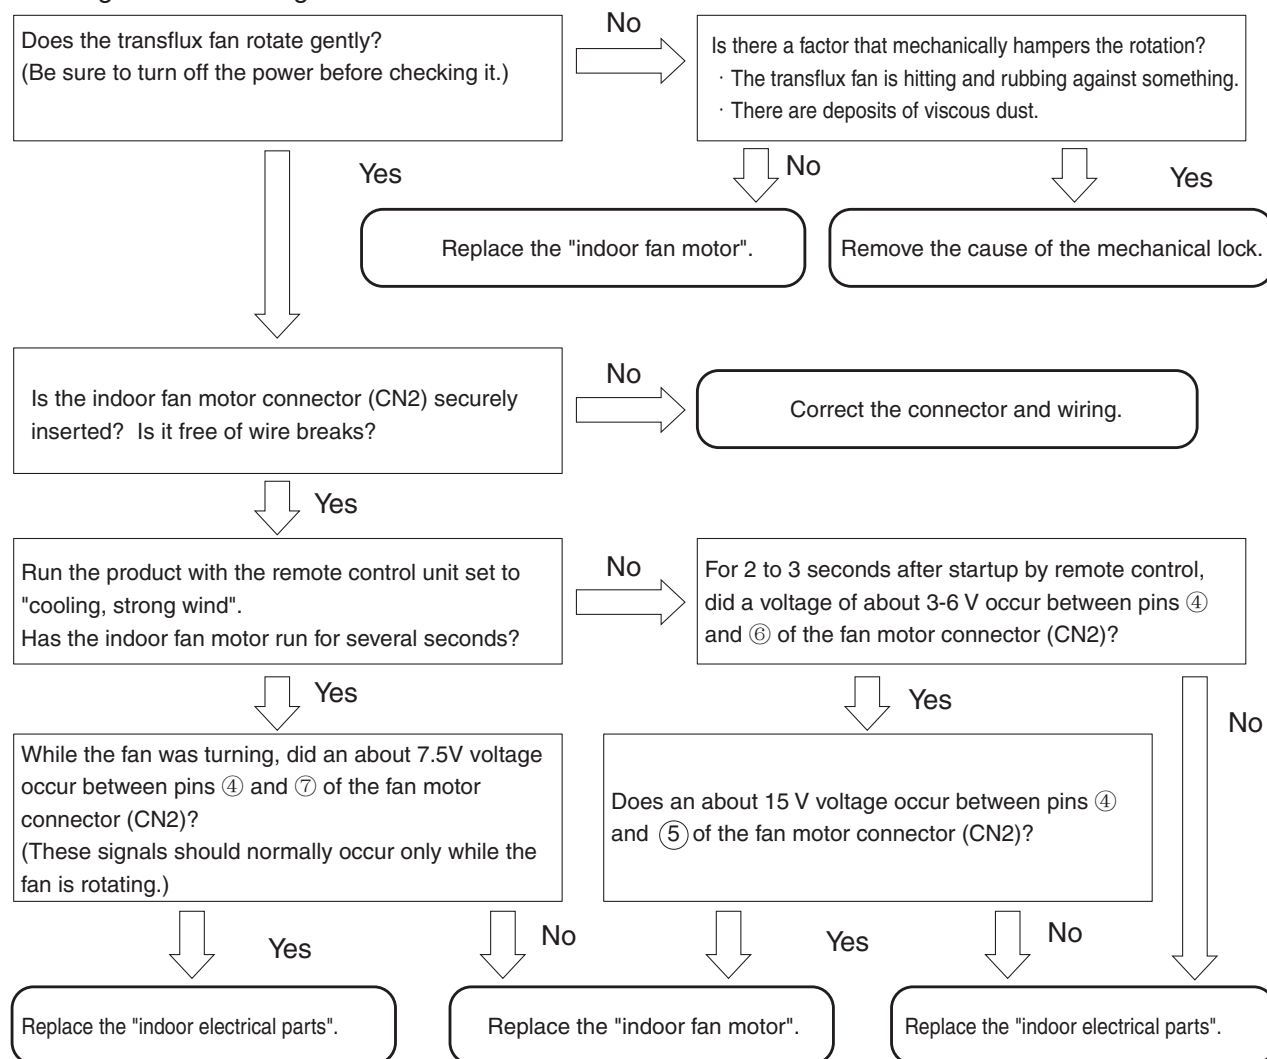 Does the transflux fan rotate gently?
(Be sure to turn off the power before checking it.)
No
Is there a factor that mechanically hampers the rotation?
· The transflux fan is hitting and rubbing against something.
· There are deposits of viscous dust.
Yes
No
Yes
Replace the "indoor fan motor".
Remove the cause of the mechanical lock.
Is the indoor fan motor connector (CN2) securely
inserted? Is it free of wire breaks?
No
Correct the connector and wiring.
Yes
Run the product with the remote control unit set to
"cooling, strong wind".
Has the indoor fan motor run for several seconds?
No
For 2 to 3 seconds after startup by remote control,
did a voltage of about 3-6 V occur between pins ④
and ⑥ of the fan motor connector (CN2)?
Yes
Yes
No
While the fan was turning, did an about 7.5V voltage
occur between pins ④ and ⑦ of the fan motor
connector (CN2)?
(These signals should normally occur only while the
fan is rotating.)
Does an about 15 V voltage occur between pins ④
and ⑤ of the fan motor connector (CN2)?
Yes
No
Yes
No
Replace the "indoor electrical parts".
Replace the "indoor fan motor".
Replace the "indoor electrical parts".